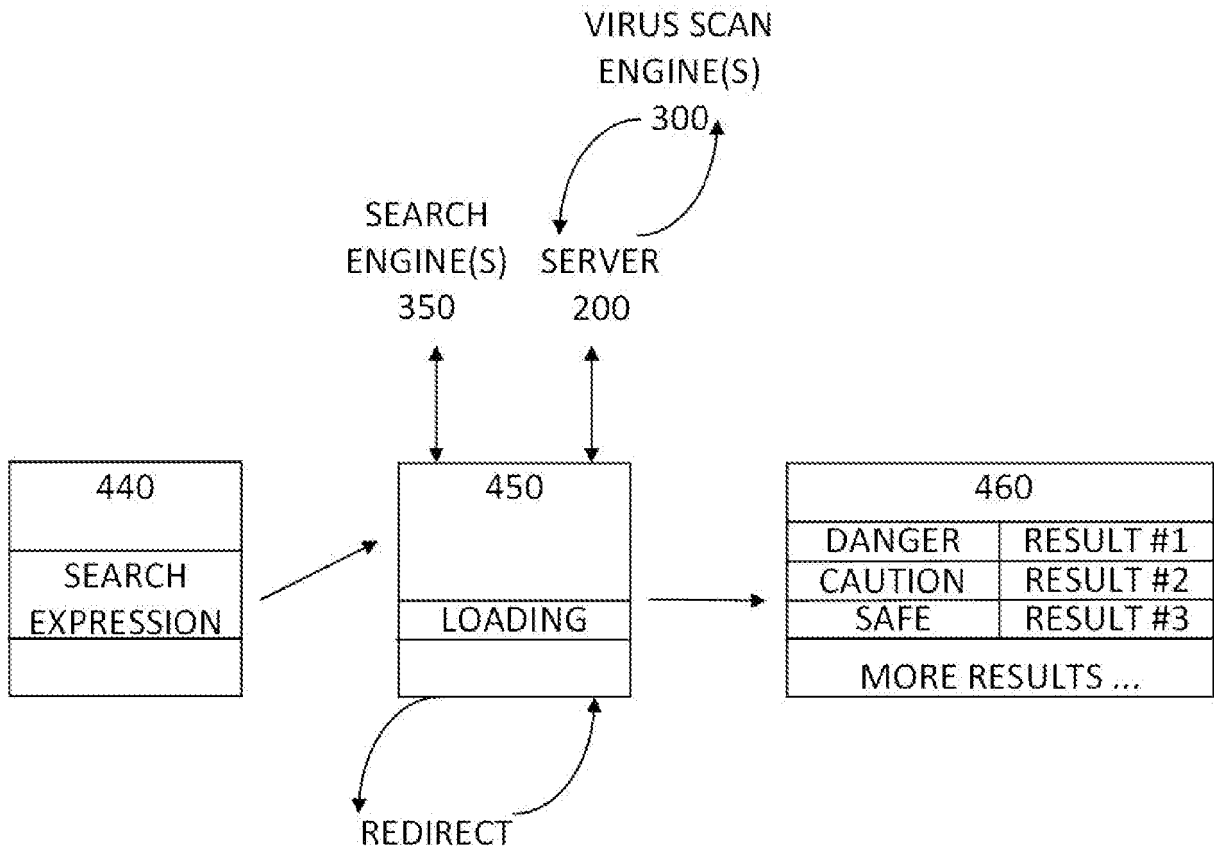 VIRUS SCAN
ENGINE(S)
300
SEARCH
ENGINE(S)
350
SERVER
200
440
SEARCH
EXPRESSION
450
LOADING
REDIRECT
460
DANGER RESULT #1
CAUTION RESULT #2
SAFE RESULT #3
MORE RESULTS ...